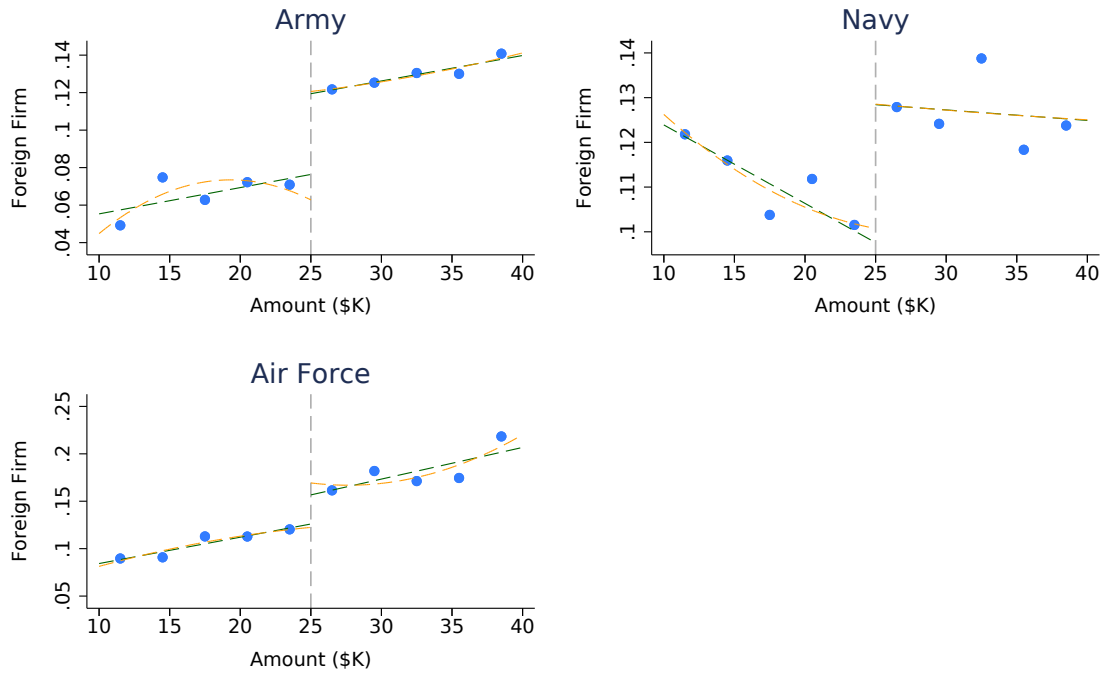 Army
Foreign Firm
.04 .06 .08 .1 .12 .14
10 15 20 25 30 35 40
Amount ($K)
Navy
Foreign Firm
.1 .11 .12 .13 .14
10 15 20 25 30 35 40
Amount ($K)
Air Force
Foreign Firm
.05 .1 .15 .2 .25
10 15 20 25 30 35 40
Amount ($K)